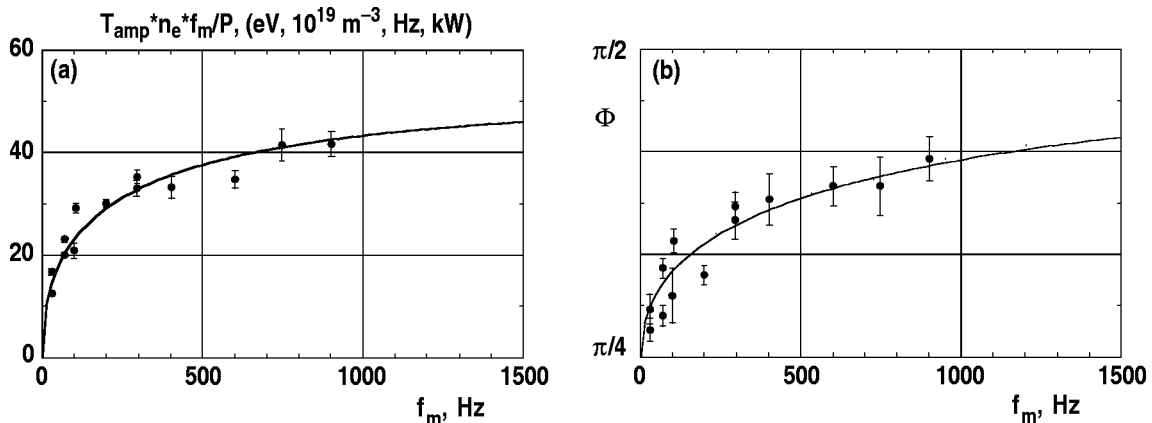 T_amp*n_e*f_m/P, (eV, 10^19 m^−3, Hz, kW)
60
(a)
40
20
0
0 500 1000 1500
f_m, Hz
π/2
(b)
Φ
π/4
0 500 1000 1500
f_m, Hz